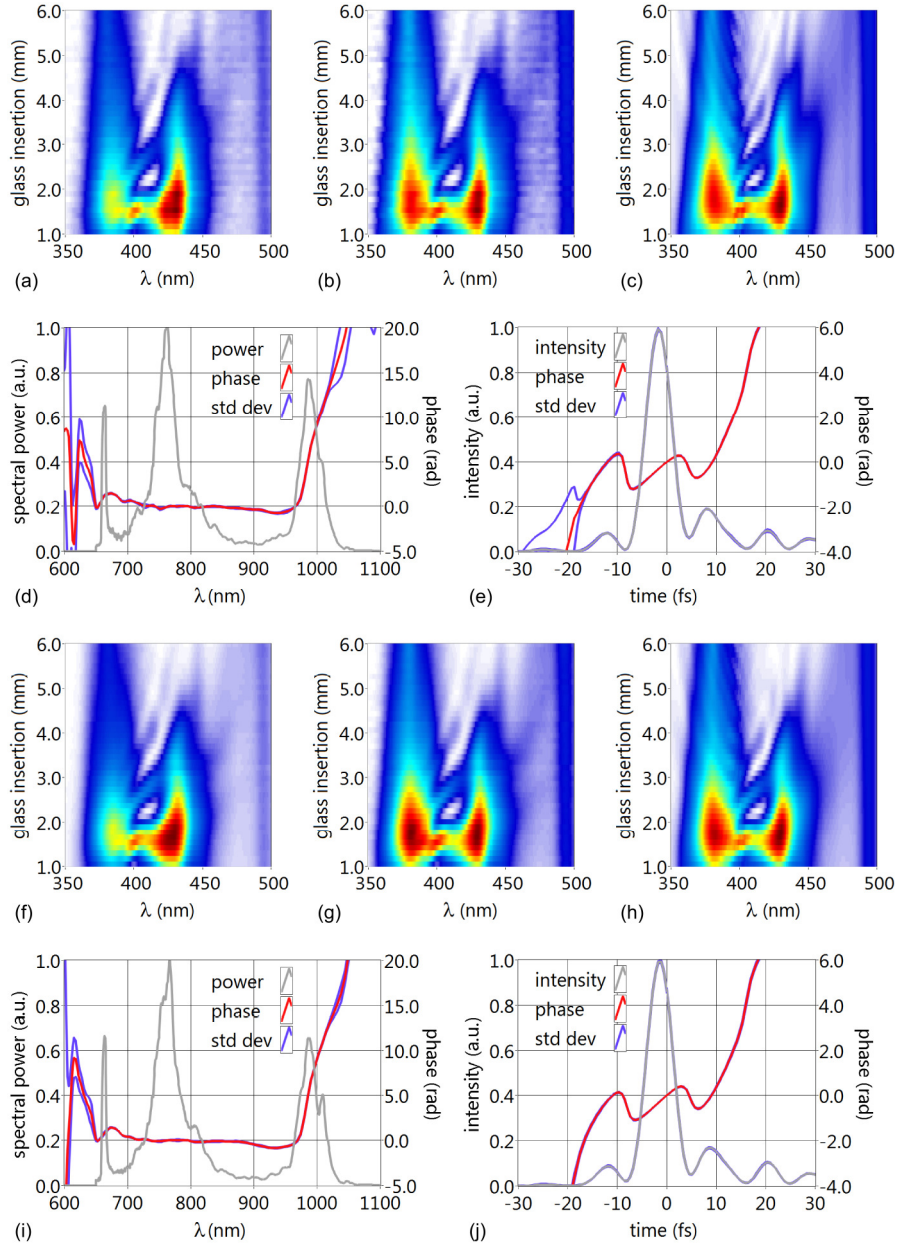 6.0
5.0
4.0
3.0
2.0
1.0
glass insertion (mm)
350 400 450 500
λ (nm)
(a)
6.0
5.0
4.0
3.0
2.0
1.0
glass insertion (mm)
350 400 450 500
λ (nm)
(b)
6.0
5.0
4.0
3.0
2.0
1.0
glass insertion (mm)
350 400 450 500
λ (nm)
(c)
1.0
0.8
0.6
0.4
0.2
0.0
spectral power (a.u.)
power
phase
std dev
20.0
15.0
10.0
5.0
0.0
-5.0
phase (rad)
600 700 800 900 1000 1100
λ (nm)
(d)
1.0
0.8
0.6
0.4
0.2
0.0
intensity (a.u.)
intensity
phase
std dev
6.0
4.0
2.0
0.0
-2.0
-4.0
phase (rad)
-30 -20 -10 0 10 20 30
time (fs)
(e)
6.0
5.0
4.0
3.0
2.0
1.0
glass insertion (mm)
350 400 450 500
λ (nm)
(f)
6.0
5.0
4.0
3.0
2.0
1.0
glass insertion (mm)
350 400 450 500
λ (nm)
(g)
6.0
5.0
4.0
3.0
2.0
1.0
glass insertion (mm)
350 400 450 500
λ (nm)
(h)
1.0
0.8
0.6
0.4
0.2
0.0
spectral power (a.u.)
power
phase
std dev
20.0
15.0
10.0
5.0
0.0
-5.0
phase (rad)
600 700 800 900 1000 1100
λ (nm)
(i)
1.0
0.8
0.6
0.4
0.2
0.0
intensity (a.u.)
intensity
phase
std dev
6.0
4.0
2.0
0.0
-2.0
-4.0
phase (rad)
-30 -20 -10 0 10 20 30
time (fs)
(j)